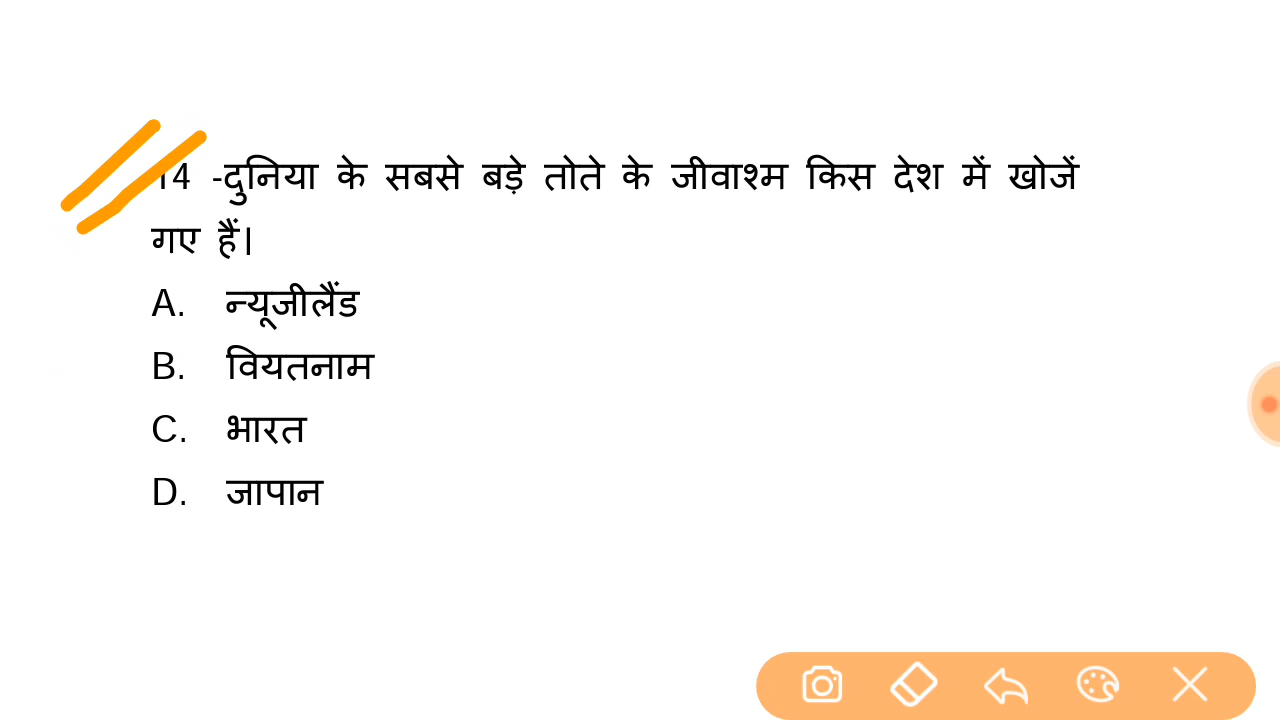 14 -दुनिया के सबसे बड़े तोते के जीवाश्म किस देश में खोजें
गए हैं।
A. न्यूजीलैंड
B. वियतनाम
C. भारत
D. जापान